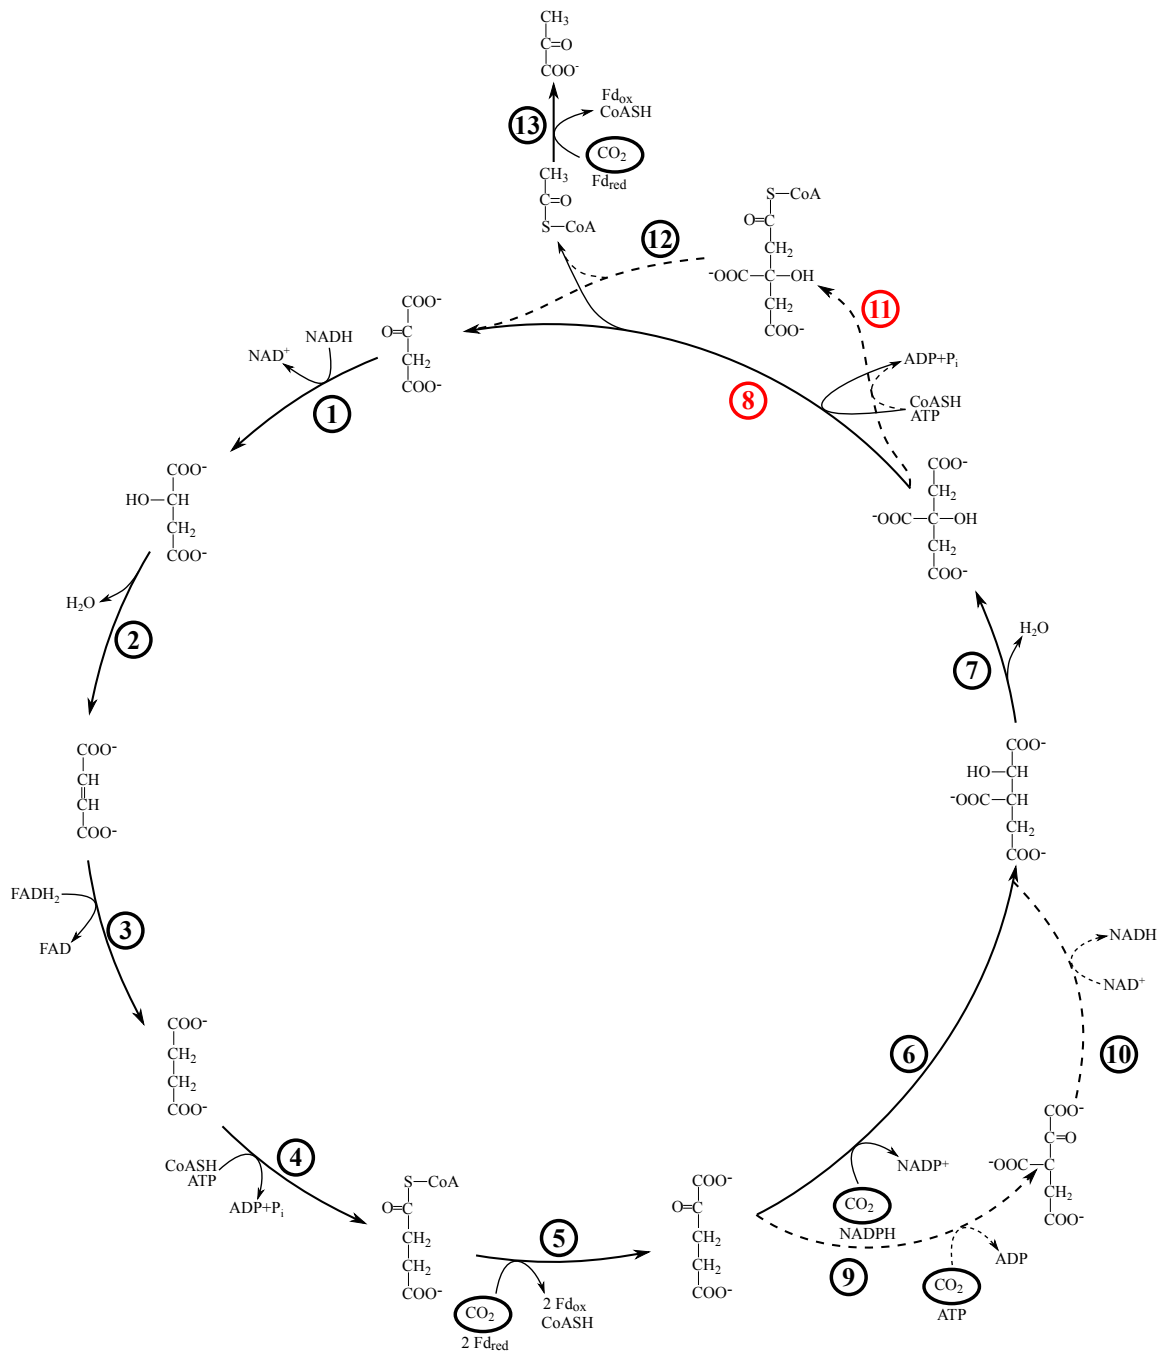 CH3
C=O
COO-
Fdox
CoASH
13
CO2
Fdred
CH3
C=O
S—CoA
12
S—CoA
O=C
CH2
-OOC—C—OH
CH2
COO-
11
COO-
O=C
CH2
COO-
NADH
NAD+
1
8
ADP+Pi
CoASH
ATP
COO-
HO—CH
CH2
COO-
COO-
CH2
-OOC—C—OH
CH2
COO-
H2O
2
7
H2O
COO-
CH
CH
COO-
COO-
HO—CH
-OOC—CH
CH2
COO-
FADH2
FAD
3
NADH
NAD+
10
6
COO-
CH2
CH2
COO-
COO-
C=O
-OOC—C
CH2
COO-
4
CoASH
ATP
ADP+Pi
S—CoA
O=C
CH2
CH2
COO-
5
CO2
2 Fdred
2 Fdox
CoASH
COO-
O=C
CH2
CH2
COO-
NADP+
CO2
NADPH
9
ADP
CO2
ATP